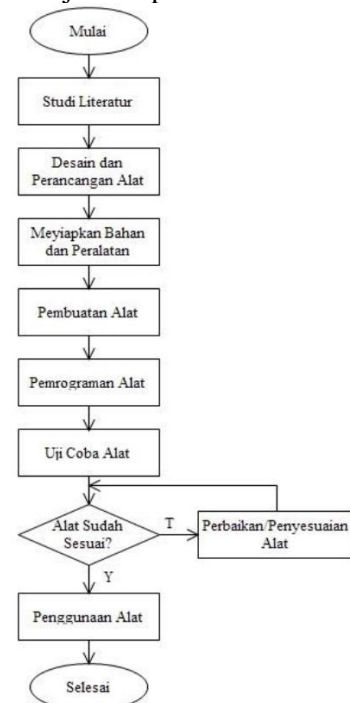 Mulai
Studi Literatur
Desain dan
Perancangan Alat
Meyiapkan Bahan
dan Peralatan
Pembuatan Alat
Pemrograman Alat
Uji Coba Alat
Alat Sudah
Sesuai?
T
Perbaikan/Penyesuaian
Alat
Y
Penggunaan Alat
Selesai